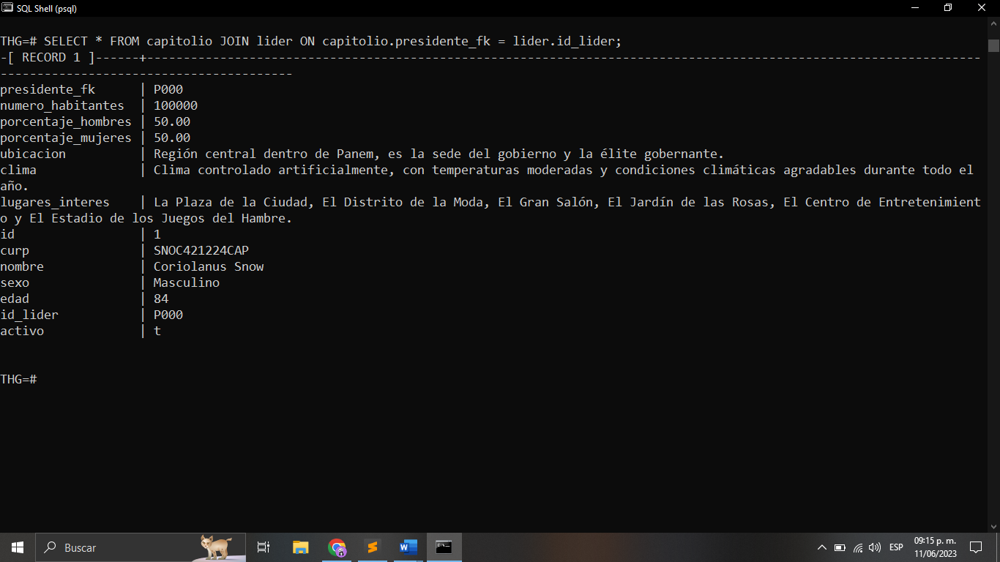 SQL Shell (psql)
THG=# SELECT * FROM capitolio JOIN lider ON capitolio.presidente_fk = lider.id_lider;
-[ RECORD 1 ]------+------------------------------------------------------------------------------------------------------------------
----------------------------------------
presidente_fk      | P000
numero_habitantes  | 100000
porcentaje_hombres | 50.00
porcentaje_mujeres | 50.00
ubicacion          | Región central dentro de Panem, es la sede del gobierno y la élite gobernante.
clima              | Clima controlado artificialmente, con temperaturas moderadas y condiciones climáticas agradables durante todo el
año.
lugares_interes    | La Plaza de la Ciudad, El Distrito de la Moda, El Gran Salón, El Jardín de las Rosas, El Centro de Entretenimient
o y El Estadio de los Juegos del Hambre.
id                 | 1
curp               | SNOC421224CAP
nombre             | Coriolanus Snow
sexo               | Masculino
edad               | 84
id_lider           | P000
activo             | t
THG=#
Buscar
ESP
09:15 p. m.
11/06/2023